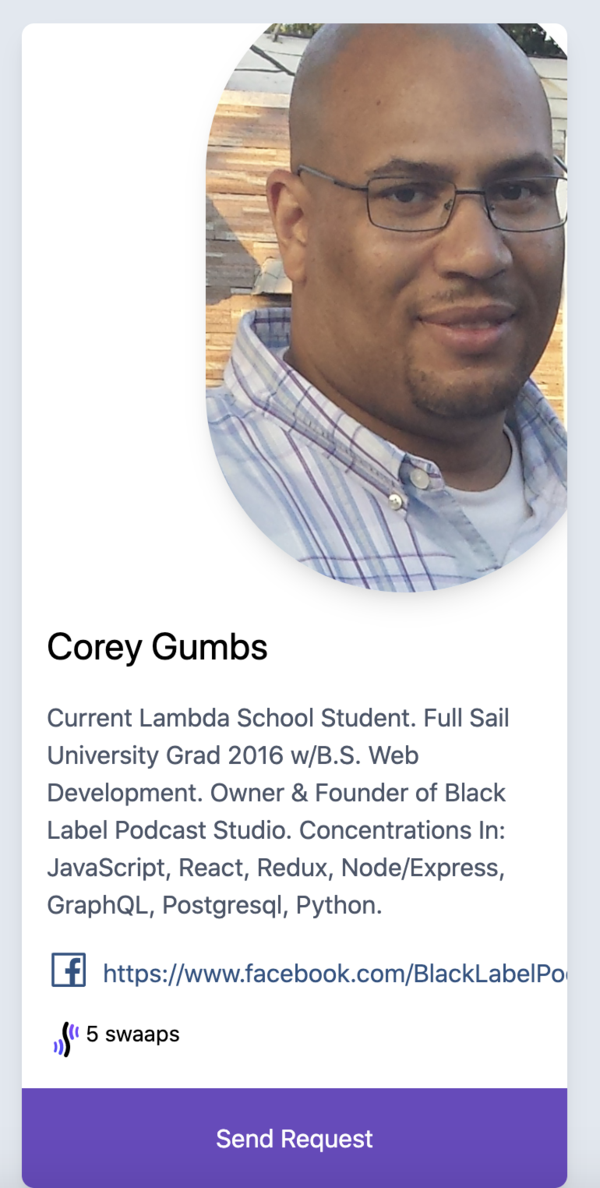 Corey Gumbs
Current Lambda School Student. Full Sail
University Grad 2016 w/B.S. Web
Development. Owner & Founder of Black
Label Podcast Studio. Concentrations In:
JavaScript, React, Redux, Node/Express,
GraphQL, Postgresql, Python.
https://www.facebook.com/BlackLabelPo
5 swaaps
Send Request